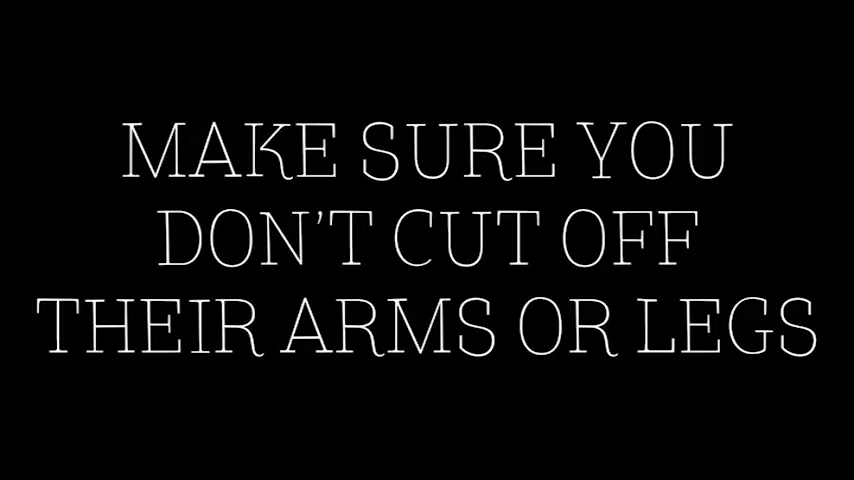 MAKE SURE YOU
DON’T CUT OFF
THEIR ARMS OR LEGS